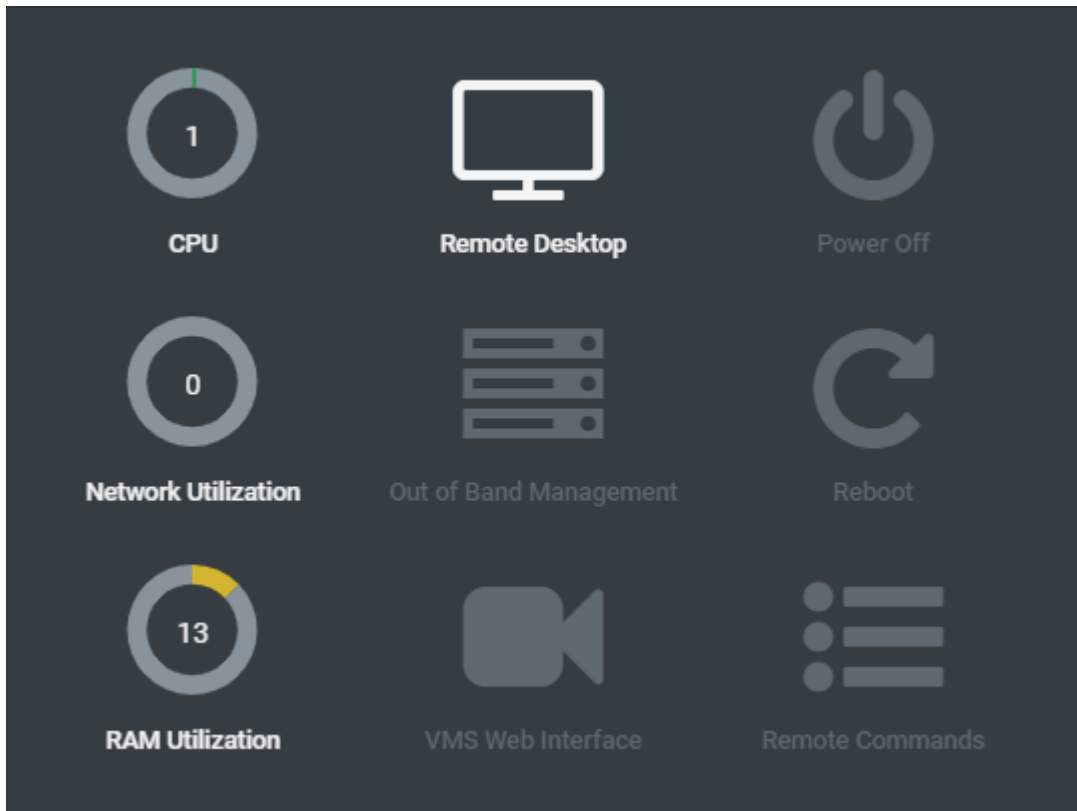 1
CPU
Remote Desktop
Power Off
0
Network Utilization
Out of Band Management
Reboot
13
RAM Utilization
VMS Web Interface
Remote Commands